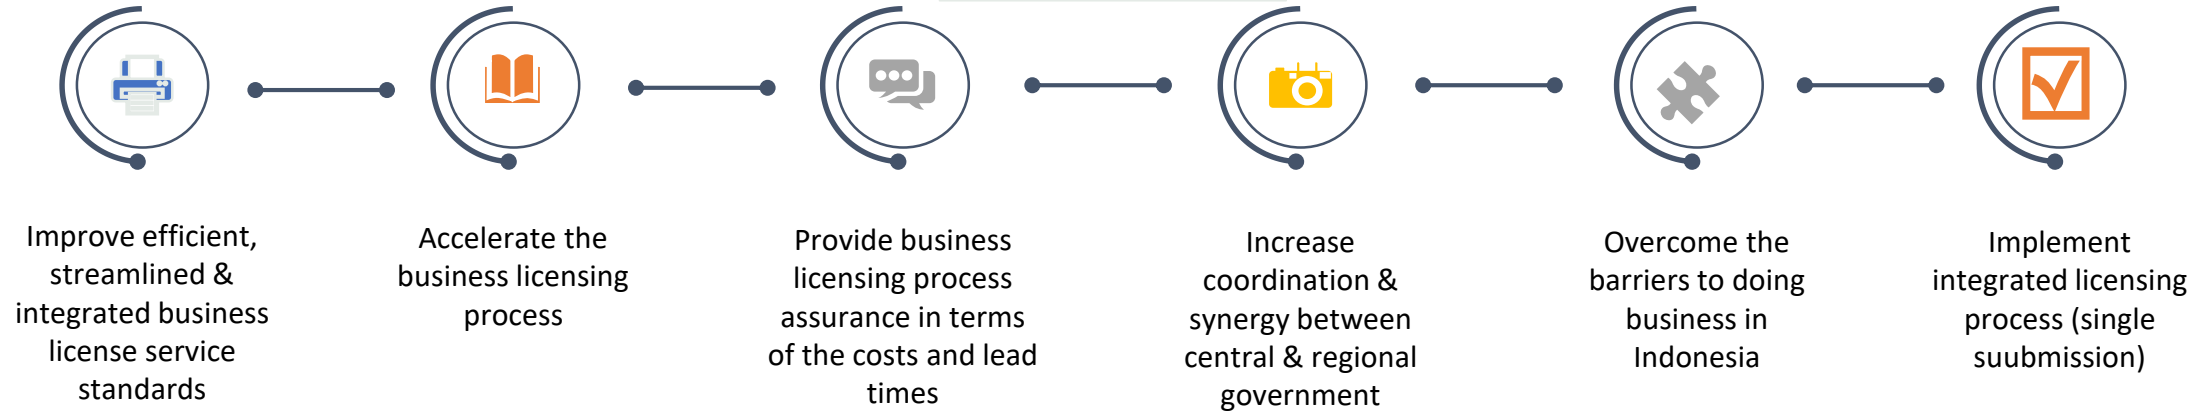 Improve efficient,
streamlined &
integrated business
license service
standards
Accelerate the
business licensing
process
Provide business
licensing process
assurance in terms
of the costs and lead
times
Increase
coordination &
synergy between
central & regional
government
Overcome the
barriers to doing
business in
Indonesia
Implement
integrated licensing
process (single
suubmission)